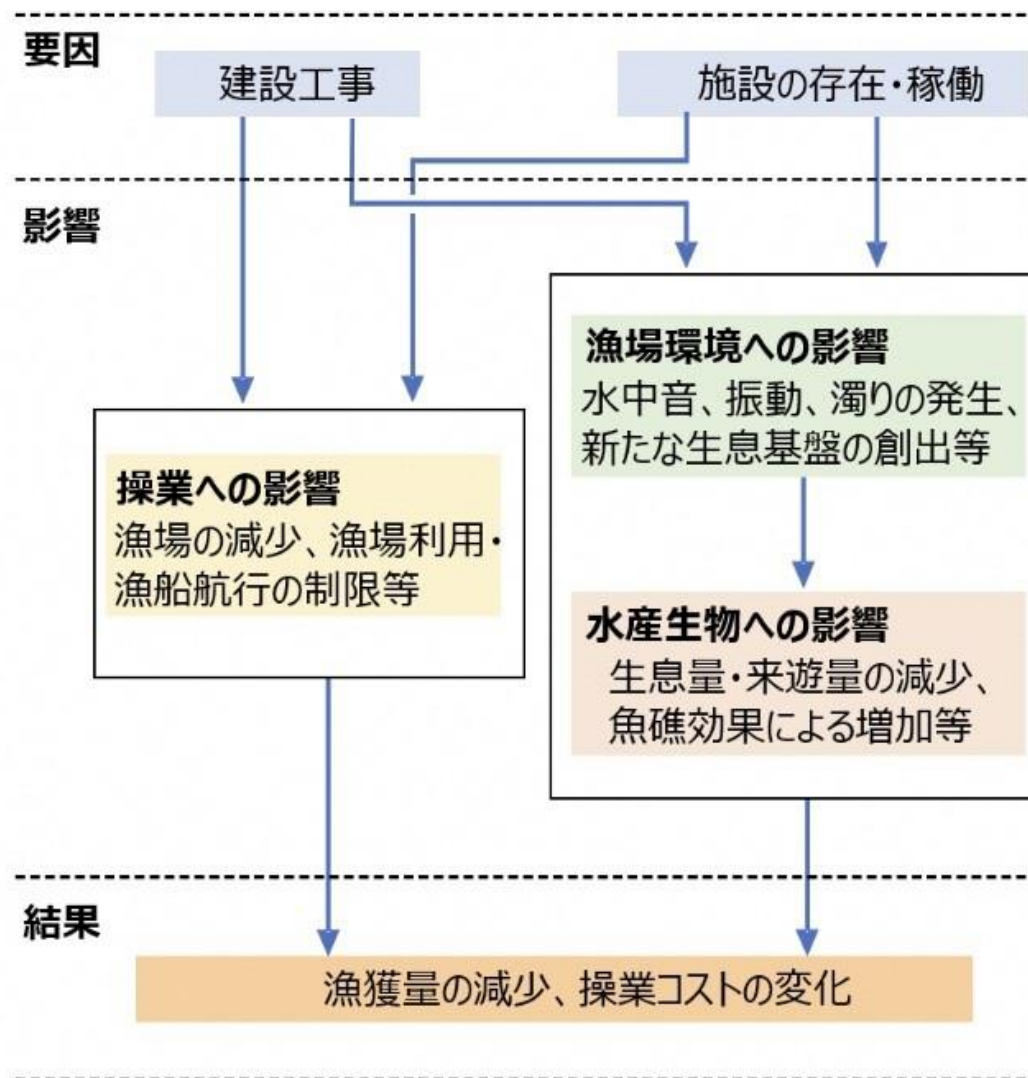 要因
建設工事
施設の存在・稼働
影響
漁場環境への影響
水中音、振動、濁りの発生、
新たな生息基盤の創出等
操業への影響
漁場の減少、漁場利用・
漁船航行の制限等
水産生物への影響
生息量・来遊量の減少、
魚礁効果による増加等
結果
漁獲量の減少、操業コストの変化